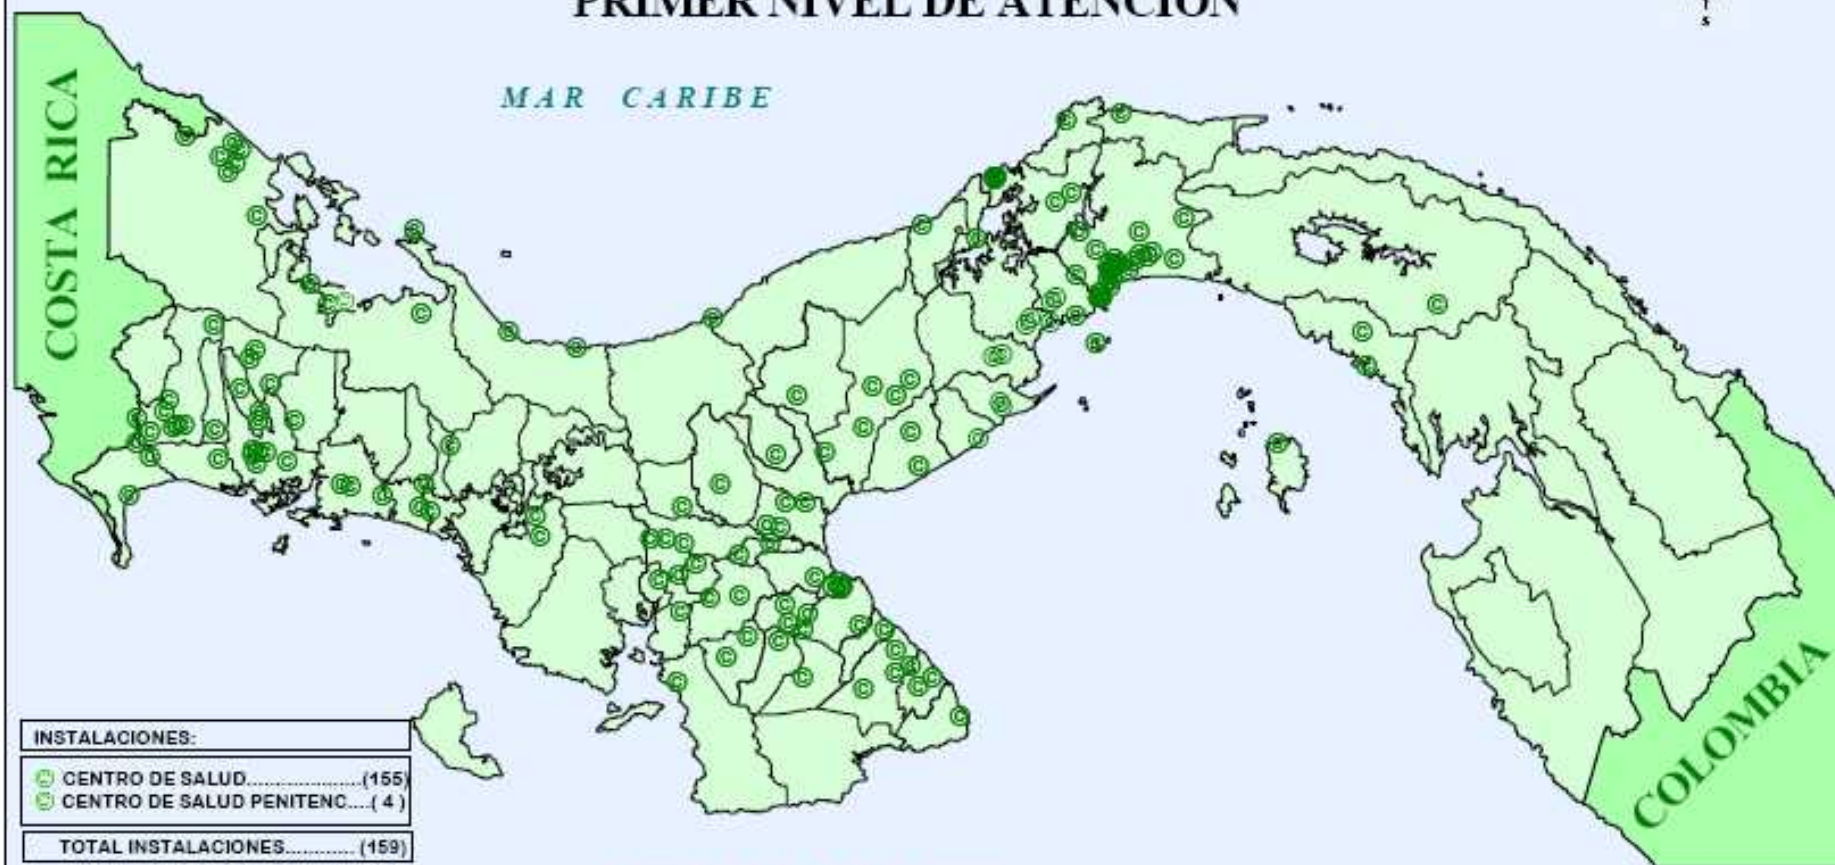 PRIMER NIVEL DE ATENCION
S
MAR CARIBE
COSTA RICA
COLOMBIA
INSTALACIONES:
CENTRO DE SALUD......................(155)
CENTRO DE SALUD PENITENC....( 4 )
TOTAL INSTALACIONES............. (159)